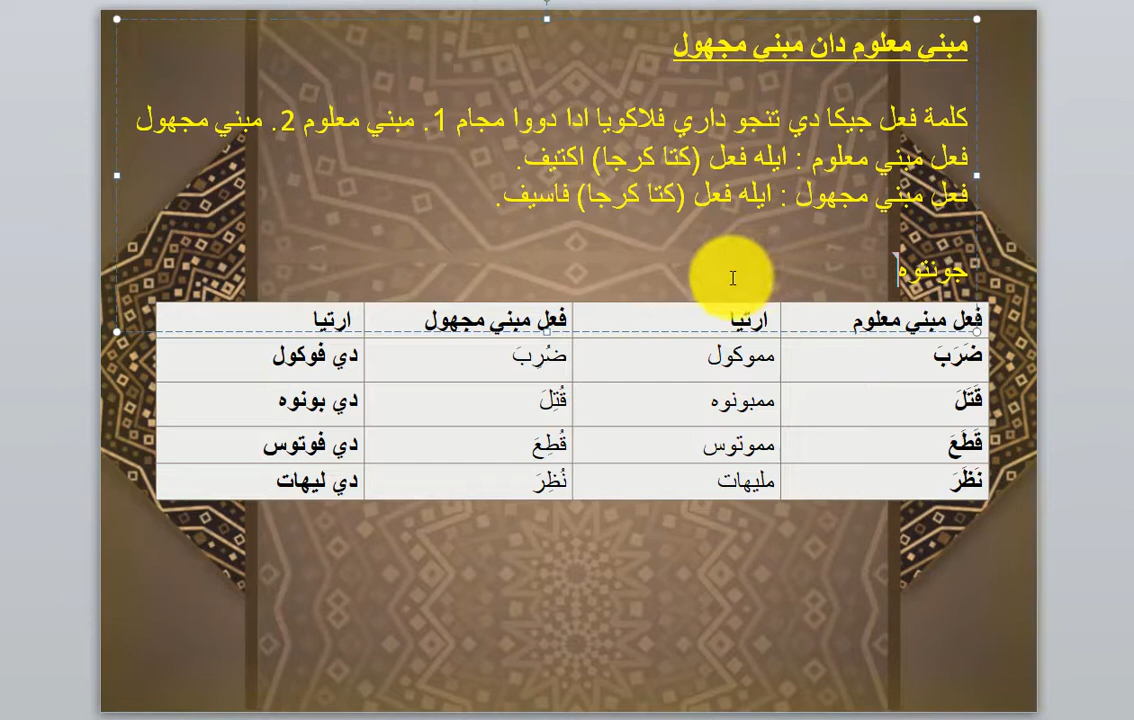 مبني معلوم دان مبني مجهول
كلمة فعل جيكا دي تنجو داري فلاكويا ادا دووا مجام 1. مبني معلوم 2. مبني مجهول
فعل مبني معلوم : ايله فعل (كتا كرجا) اكتيف.
فعل مبني مجهول : ايله فعل (كتا كرجا) فاسيف.
جونتوه
فعل مبني معلوم ارتيا فعل مبني مجهول ارتيا
ضَرَبَ مموكول ضُرِبَ دي فوكول
قَتَلَ ممبونوه قُتِلَ دي بونوه
قَطَعَ مموتوس قُطِعَ دي فوتوس
نَظَرَ مليهات نُظِرَ دي ليهات